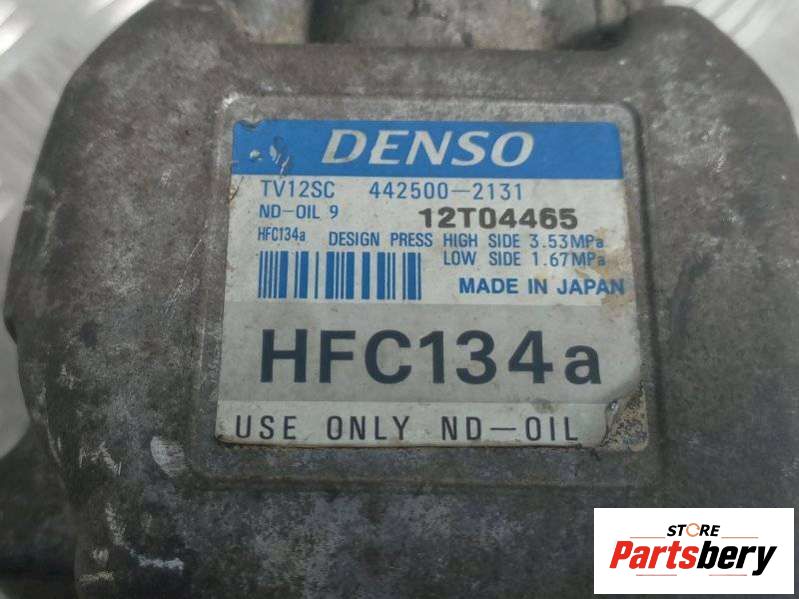 DENSO
TV12SC 442500-2131
ND-OIL 9 12T04465
HFC134a DESIGN PRESS HIGH SIDE 3.53MPa
LOW SIDE 1.67MPa
MADE IN JAPAN
HFC134a
USE ONLY ND-OIL
STORE
Partsbery